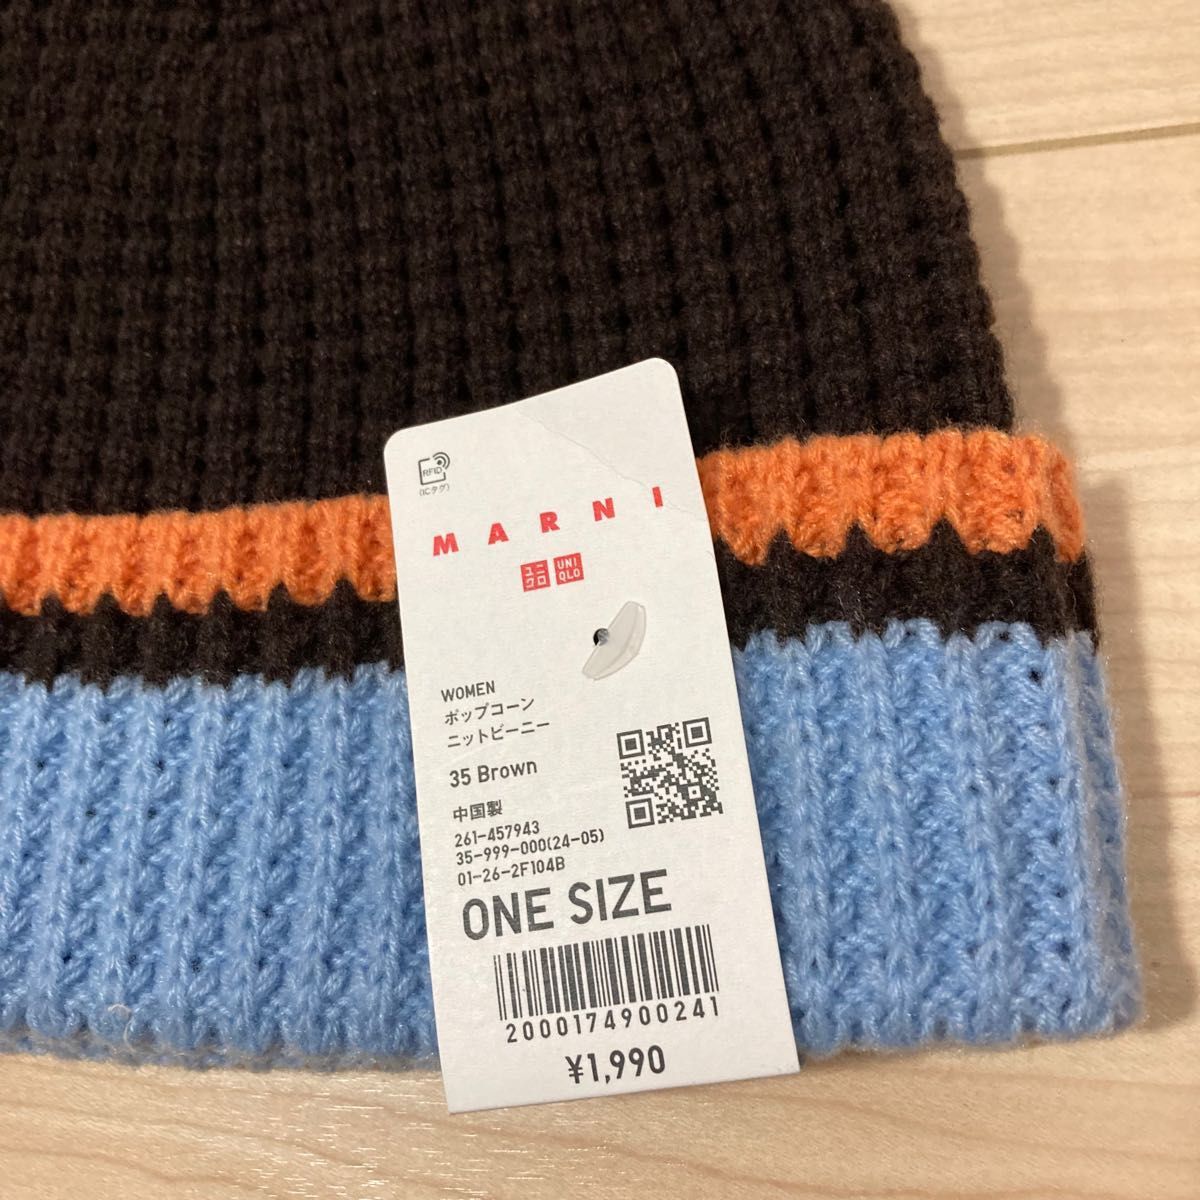 RFID
(ICタグ)
MARNI
ユニクロ UNIQLO
WOMEN
ポップコーン
ニットビーニー
35 Brown
中国製
261-457943
35-999-000(24-05)
01-26-2F104B
ONE SIZE
2000174900241
¥1,990